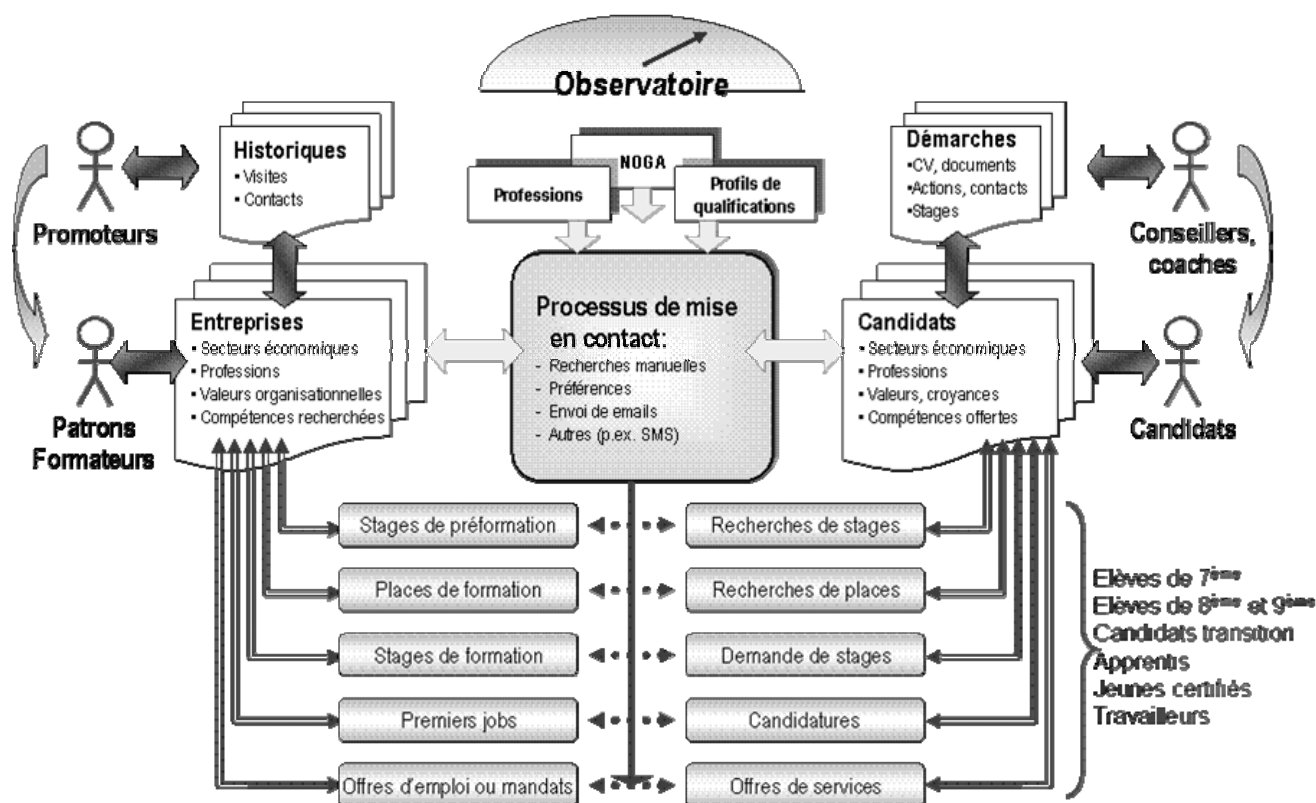 Observatoire
NOGA
Professions
Profils de
qualifications
Historiques
▪ Visites
▪ Contacts
Promoteurs
Démarches
▪CV, documents
▪Actions, contacts
▪Stages
Conseillers,
coaches
Entreprises
▪ Secteurs économiques
▪ Professions
▪ Valeurs organisationnelles
▪ Compétences recherchées
Patrons
Formateurs
Processus de mise
en contact:
- Recherches manuelles
- Préférences
- Envoi de emails
- Autres (p.ex. SMS)
Candidats
▪ Secteurs économiques
▪ Professions
▪ Valeurs, croyances
▪ Compétences offertes
Candidats
Stages de préformation
Recherches de stages
Places de formation
Recherches de places
Stages de formation
Demande de stages
Premiers jobs
Candidatures
Offres d'emploi ou mandats
Offres de services
Elèves de 7ième
Elèves de 8ième et 9ième
Candidats transition
Apprentis
Jeunes certifiés
Travailleurs